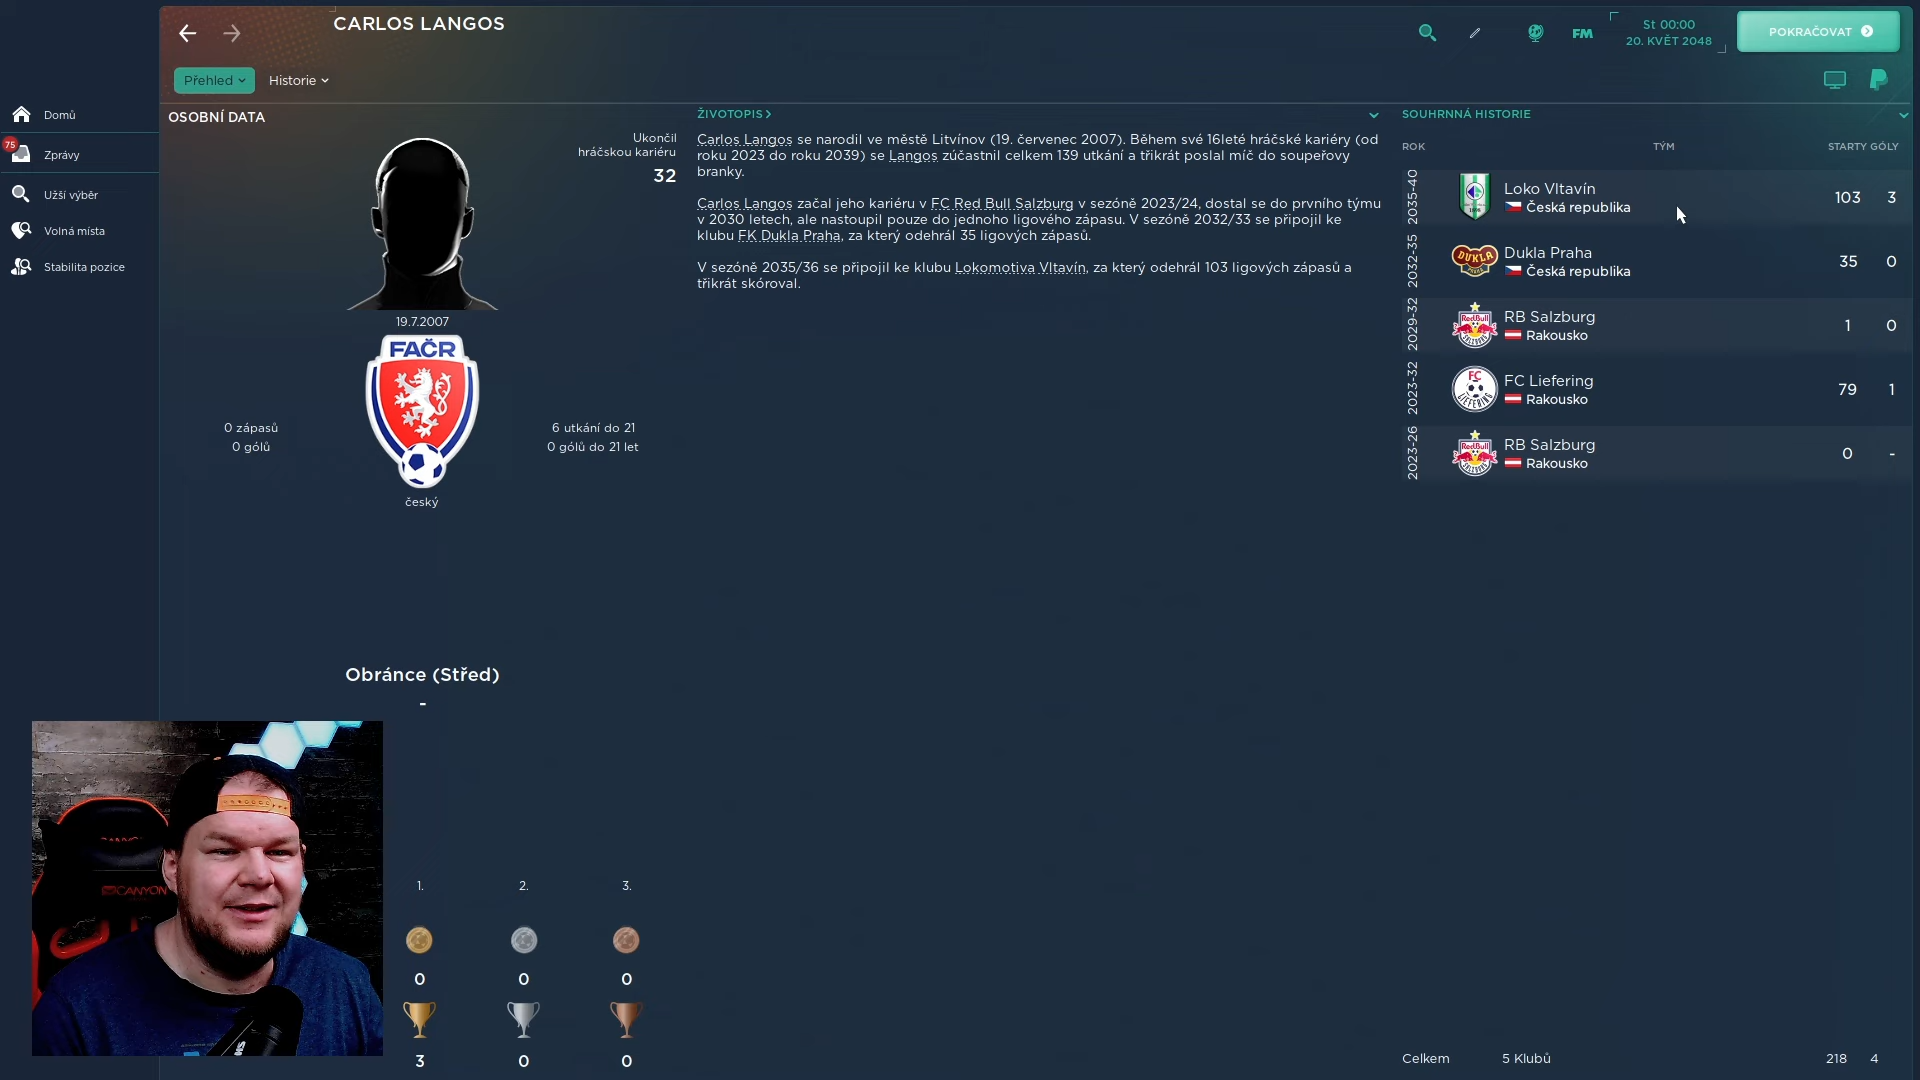 CARLOS LANGOS
St 00:00
20. KVĚT 2048
POKRAČOVAT
FM
Přehled
Historie
Domů
75
Zprávy
Užší výběr
Volná místa
Stabilita pozice
OSOBNÍ DATA
Ukončil
hráčskou kariéru
32
19.7.2007
FAČR
0 zápasů
0 gólů
6 utkání do 21
0 gólů do 21 let
český
Obránce (Střed)
-
1.
2.
3.
0
0
0
3
0
0
CANYON
ŽIVOTOPIS
Carlos Langos se narodil ve městě Litvínov (19. červenec 2007). Během své 16leté hráčské kariéry (od
roku 2023 do roku 2039) se Langos zúčastnil celkem 139 utkání a třikrát poslal míč do soupeřovy
branky.
Carlos Langos začal jeho kariéru v FC Red Bull Salzburg v sezóně 2023/24, dostal se do prvního týmu
v 2030 letech, ale nastoupil pouze do jednoho ligového zápasu. V sezóně 2032/33 se připojil ke
klubu FK Dukla Praha, za který odehrál 35 ligových zápasů.
V sezóně 2035/36 se připojil ke klubu Lokomotiva Vltavín, za který odehrál 103 ligových zápasů a
třikrát skóroval.
SOUHRNNÁ HISTORIE
ROK TÝM STARTY GÓLY
2035-40
Loko Vltavín
Česká republika
103 3
2032-35
DUKLA
PRAHA
Dukla Praha
Česká republika
35 0
2029-32
RedBull
RB Salzburg
Rakousko
1 0
2023-32
FC
LIEFERING
FC Liefering
Rakousko
79 1
2023-26
RedBull
RB Salzburg
Rakousko
0 -
Celkem 5 Klubů 218 4